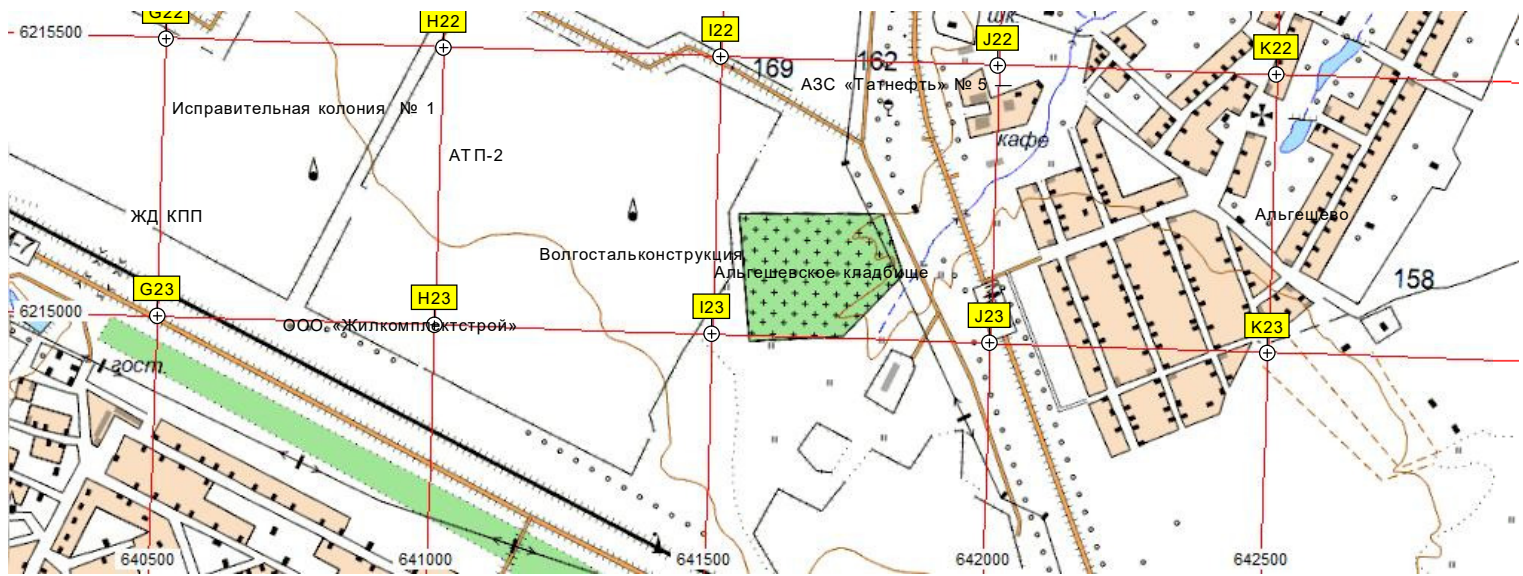 G22
H22
I22
J22
K22
шк.
6215500
169
162
АЗС «Татнефть» № 5
Исправительная колония № 1
кафе
АТП-2
ЖД КПП
Альгешево
Волгостальконструкция
Альгешевское кладбище
158
G23
H23
I23
J23
K23
6215000
ООО «Жилкомплектстрой»
гост.
640500
641000
641500
642000
642500